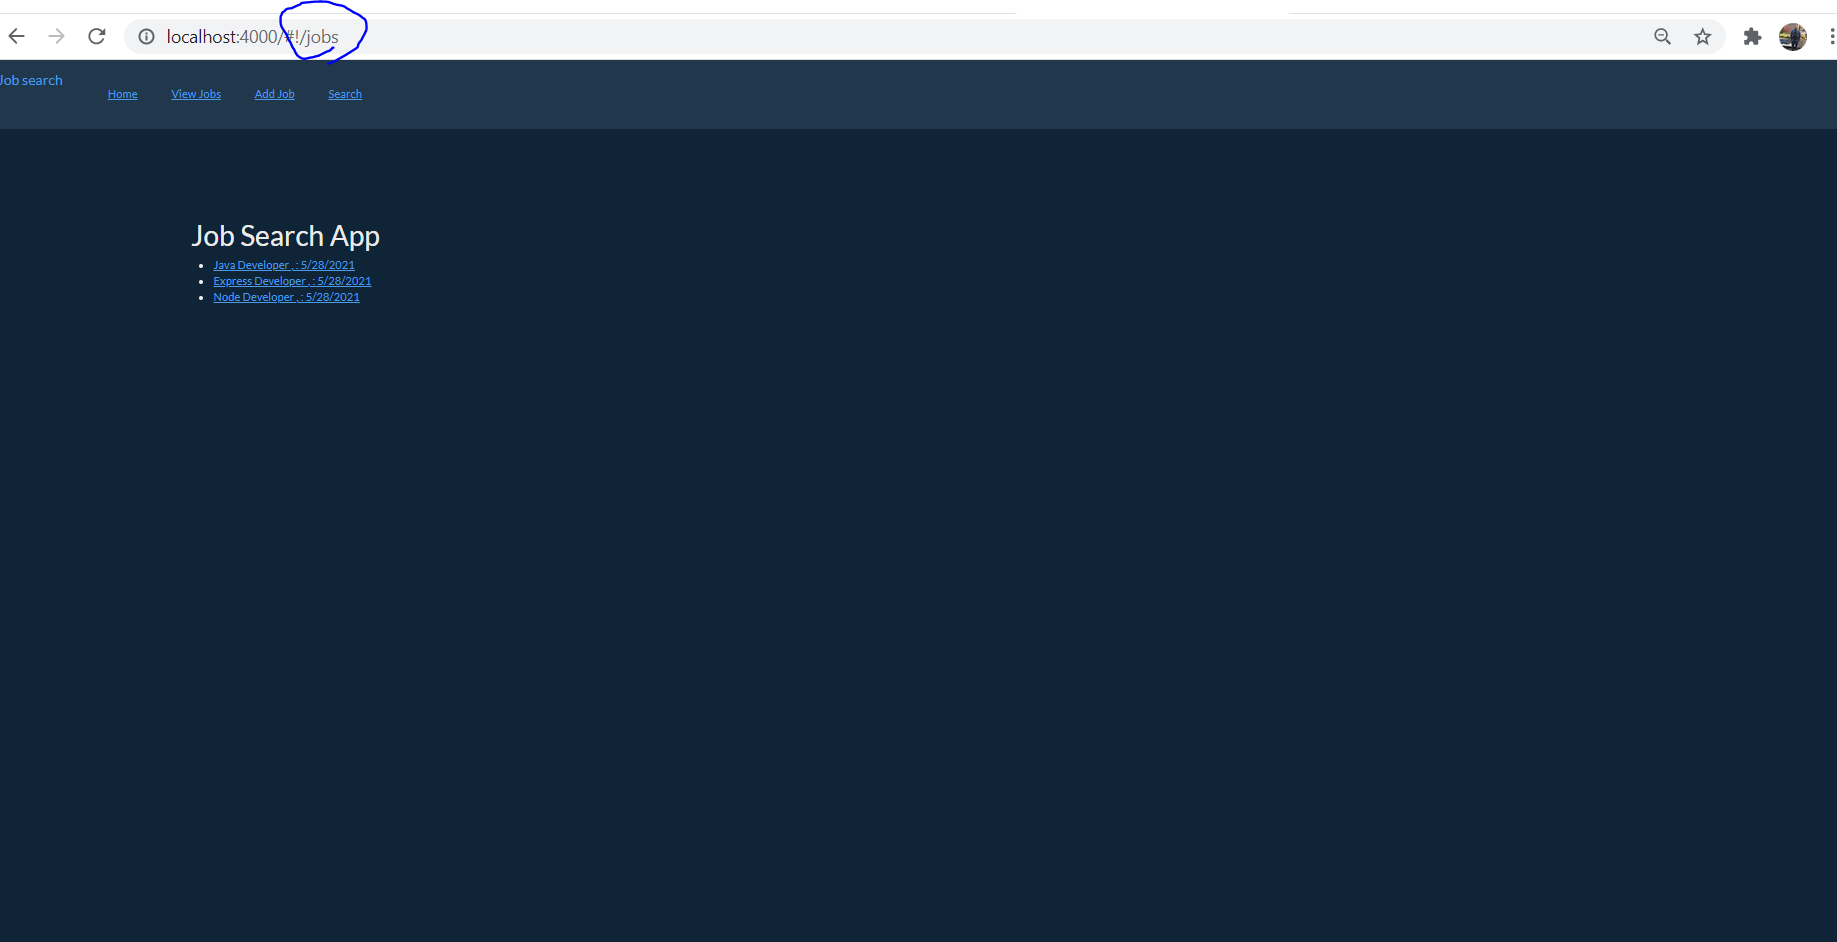 localhost:4000/#!/jobs
Job search
Home View Jobs Add Job Search
Job Search App
Java Developer , : 5/28/2021
Express Developer , : 5/28/2021
Node Developer , : 5/28/2021